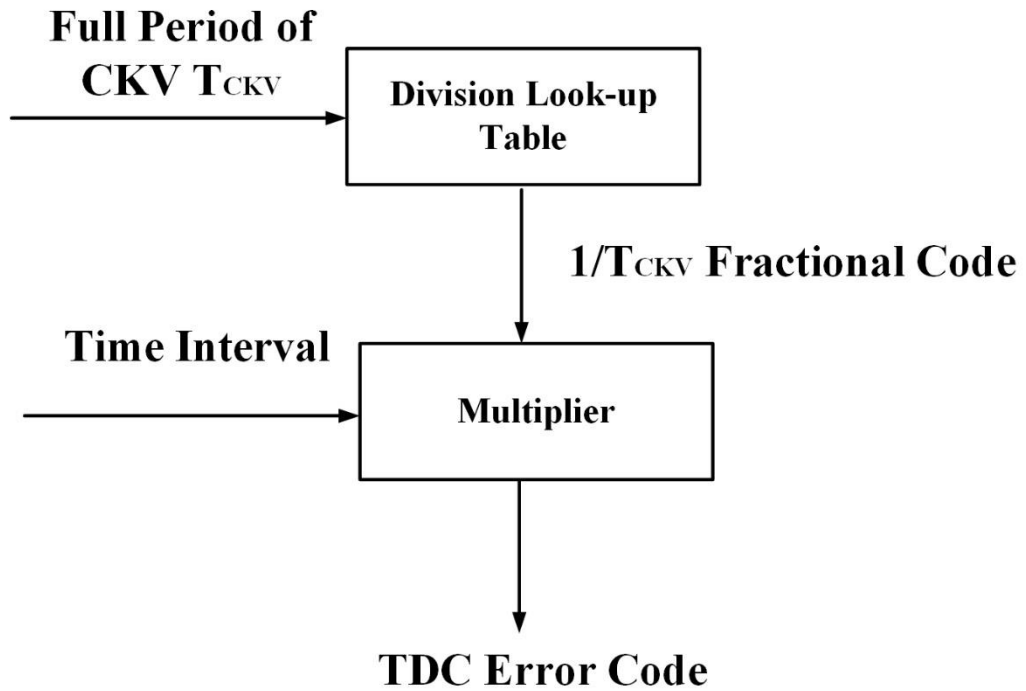 Full Period of
CKV TCKV
Division Look-up
Table
1/TCKV Fractional Code
Time Interval
Multiplier
TDC Error Code